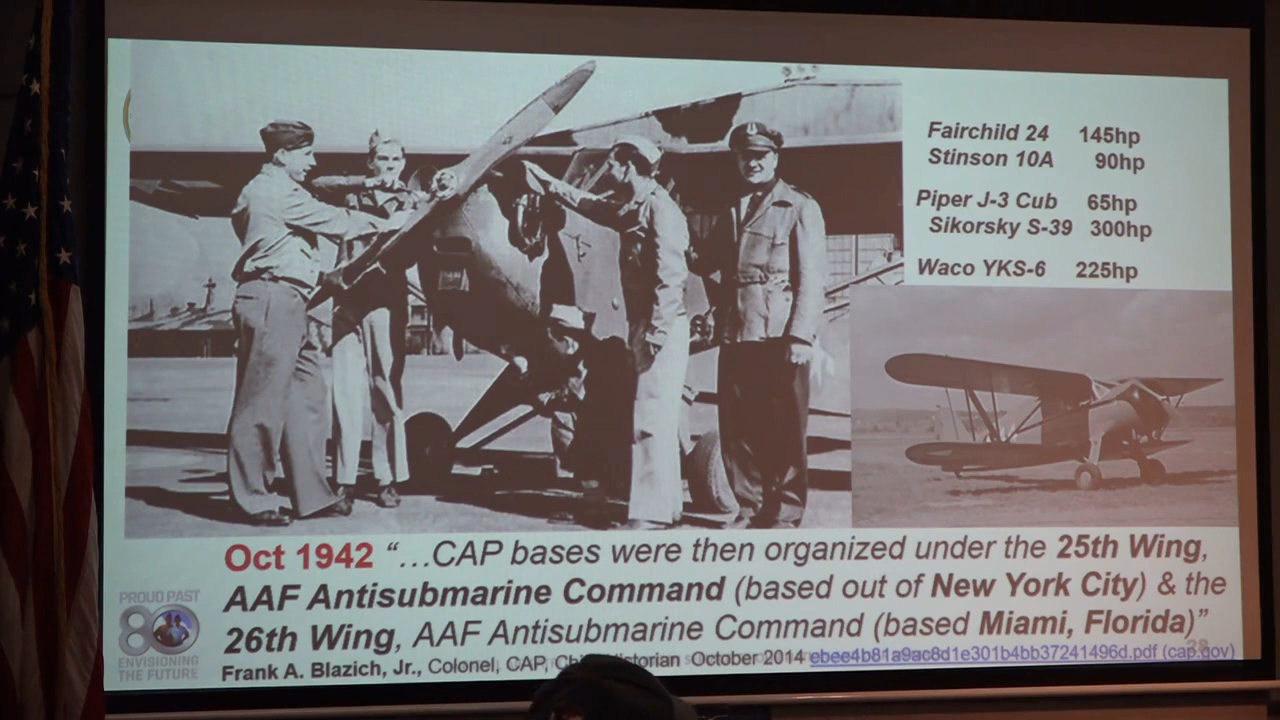 Fairchild 24 145hp
Stinson 10A 90hp
Piper J-3 Cub 65hp
Sikorsky S-39 300hp
Waco YKS-6 225hp
Oct 1942 “…CAP bases were then organized under the 25th Wing,
AAF Antisubmarine Command (based out of New York City) & the
26th Wing, AAF Antisubmarine Command (based Miami, Florida)”
Frank A. Blazich, Jr., Colonel, CAP, October 2014 ebee4b81a9ac8d1e301b4bb37241496d.pdf (cap.gov)
PROUD PAST
80
ENVISIONING
THE FUTURE